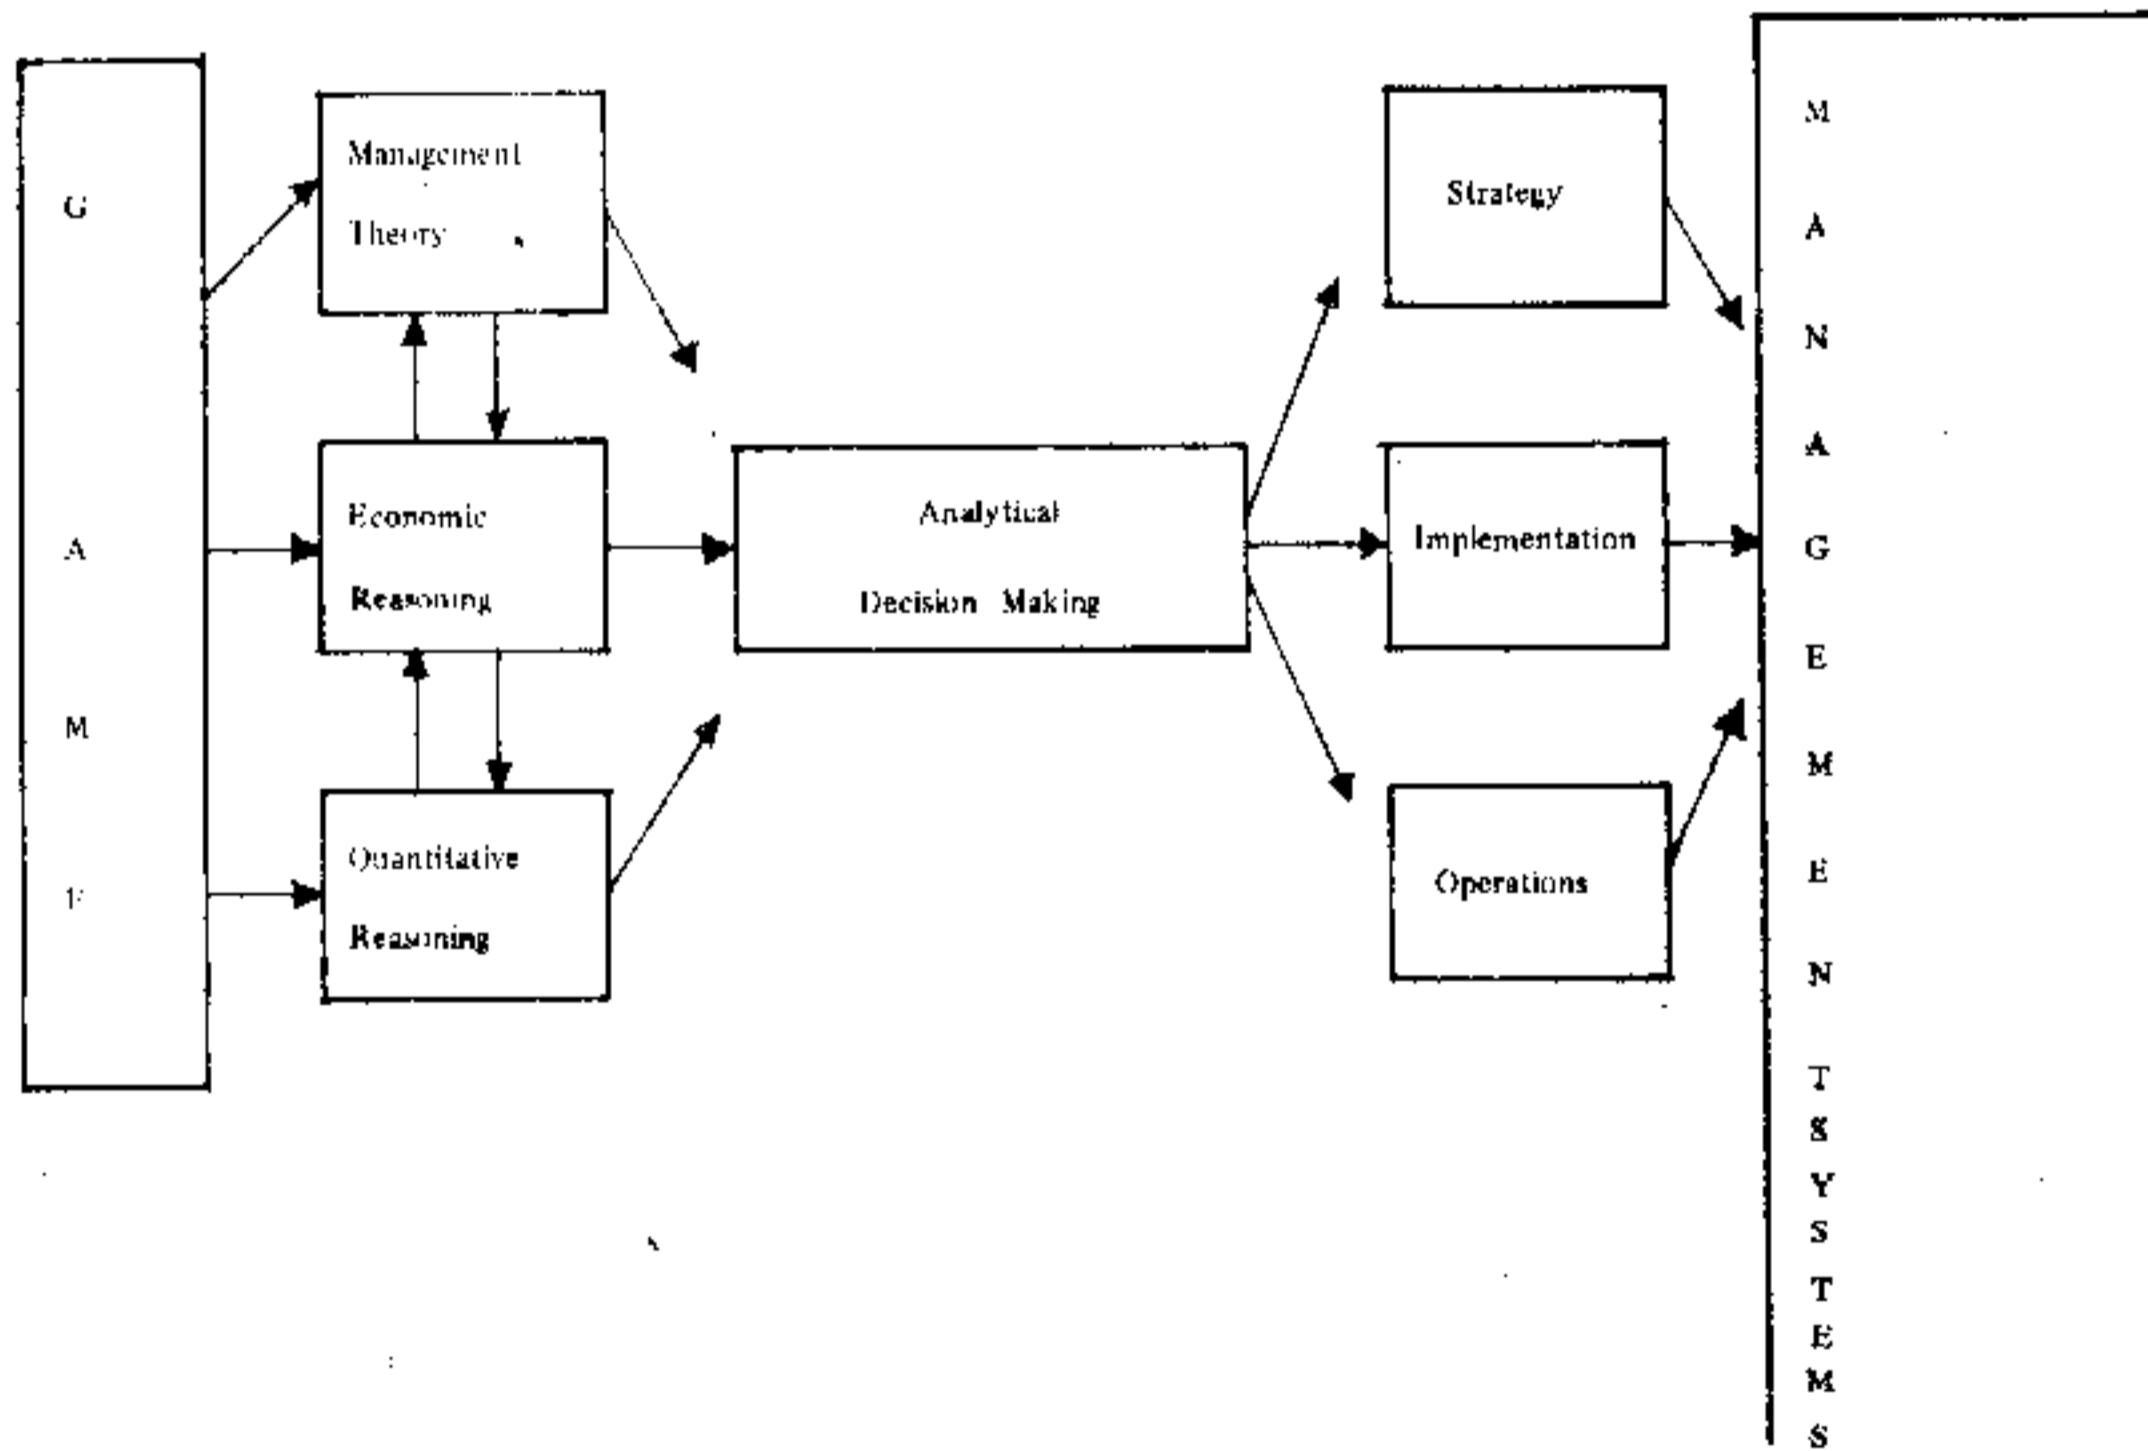 G
A
M
Management
Theory
Economic
Reasoning
Quantitative
Reasoning
Analytical
Decision Making
Strategy
Implementation
Operations
M
A
N
A
G
E
M
E
N
T
S
Y
S
T
E
M
S